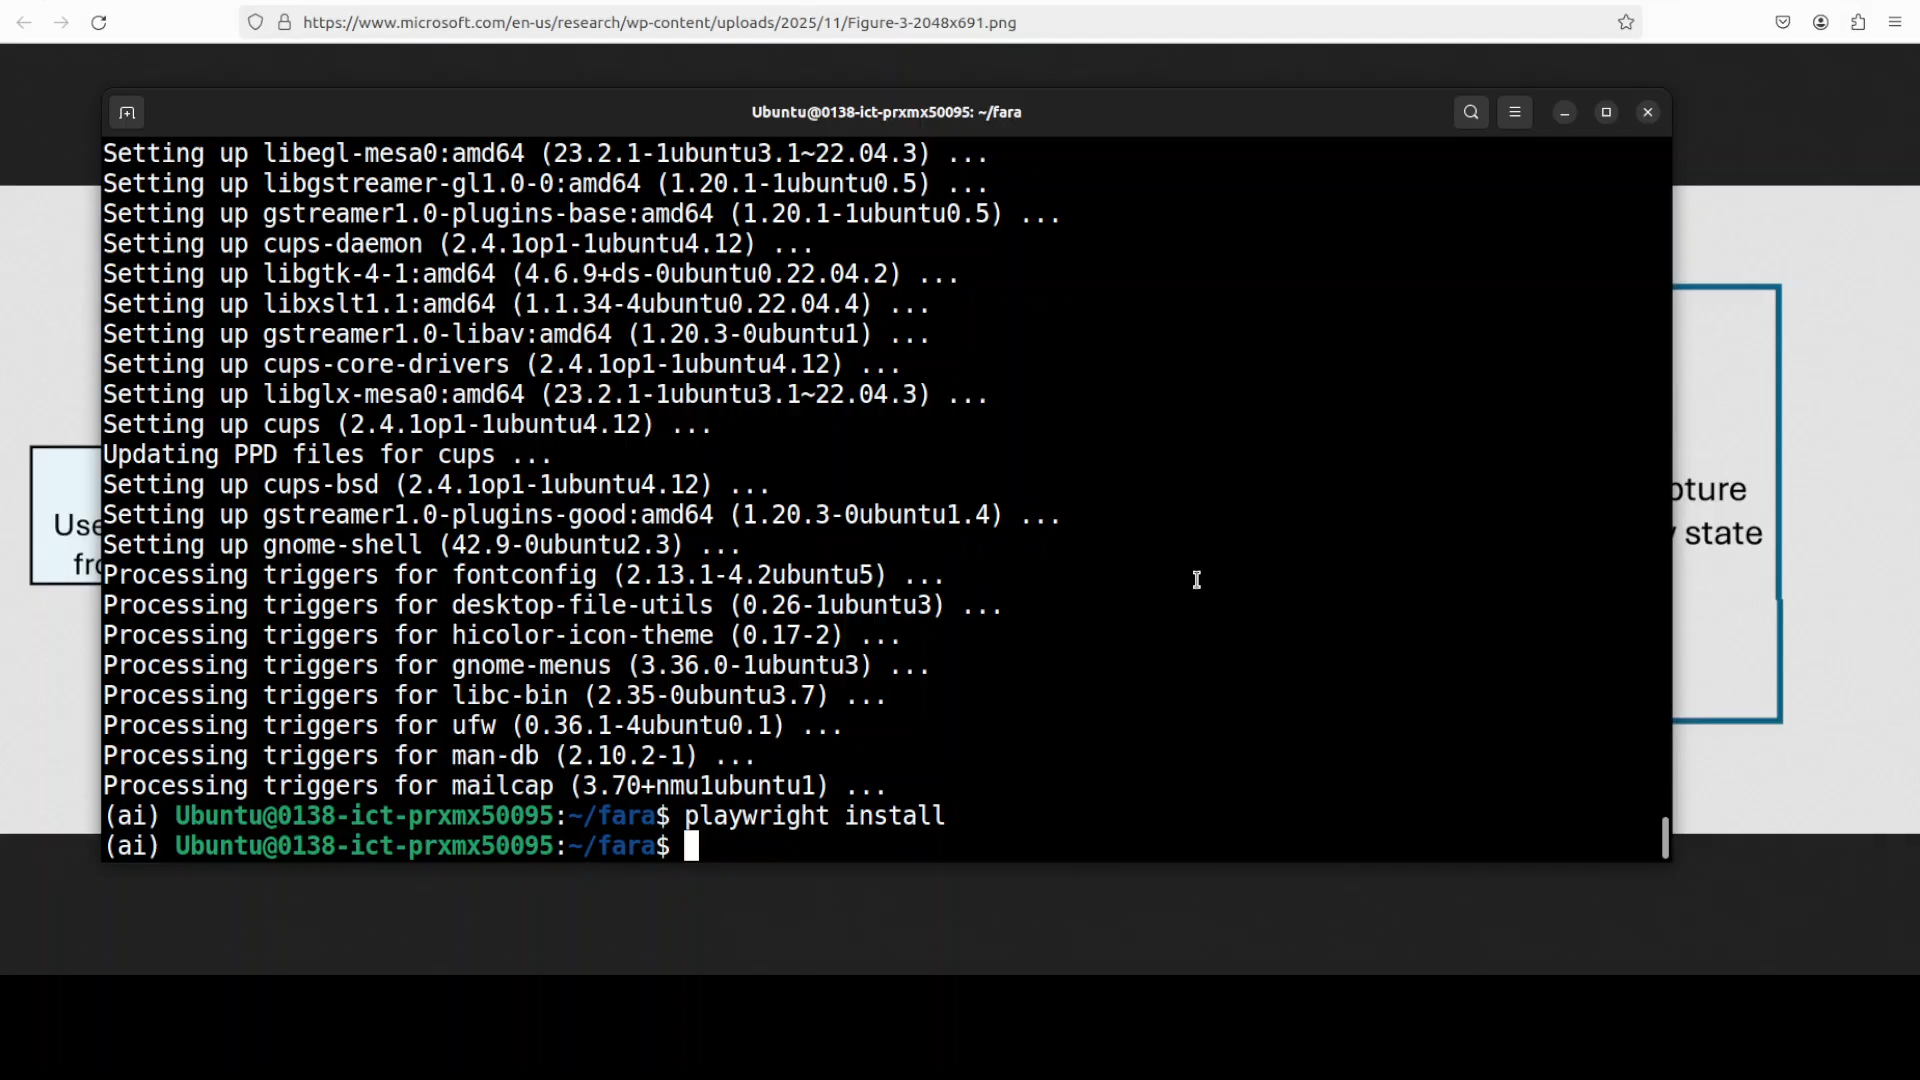 https://www.microsoft.com/en-us/research/wp-content/uploads/2025/11/Figure-3-2048x691.png
Ubuntu@0138-ict-prxmx50095: ~/fara
Setting up libegl-mesa0:amd64 (23.2.1-1ubuntu3.1~22.04.3) ...
Setting up libgstreamer-gl1.0-0:amd64 (1.20.1-1ubuntu0.5) ...
Setting up gstreamer1.0-plugins-base:amd64 (1.20.1-1ubuntu0.5) ...
Setting up cups-daemon (2.4.1op1-1ubuntu4.12) ...
Setting up libgtk-4-1:amd64 (4.6.9+ds-0ubuntu0.22.04.2) ...
Setting up libxslt1.1:amd64 (1.1.34-4ubuntu0.22.04.4) ...
Setting up gstreamer1.0-libav:amd64 (1.20.3-0ubuntu1) ...
Setting up cups-core-drivers (2.4.1op1-1ubuntu4.12) ...
Setting up libglx-mesa0:amd64 (23.2.1-1ubuntu3.1~22.04.3) ...
Setting up cups (2.4.1op1-1ubuntu4.12) ...
Updating PPD files for cups ...
Setting up cups-bsd (2.4.1op1-1ubuntu4.12) ...
Setting up gstreamer1.0-plugins-good:amd64 (1.20.3-0ubuntu1.4) ...
Setting up gnome-shell (42.9-0ubuntu2.3) ...
Processing triggers for fontconfig (2.13.1-4.2ubuntu5) ...
Processing triggers for desktop-file-utils (0.26-1ubuntu3) ...
Processing triggers for hicolor-icon-theme (0.17-2) ...
Processing triggers for gnome-menus (3.36.0-1ubuntu3) ...
Processing triggers for libc-bin (2.35-0ubuntu3.7) ...
Processing triggers for ufw (0.36.1-4ubuntu0.1) ...
Processing triggers for man-db (2.10.2-1) ...
Processing triggers for mailcap (3.70+nmu1ubuntu1) ...
(ai) Ubuntu@0138-ict-prxmx50095:~/fara$ playwright install
(ai) Ubuntu@0138-ict-prxmx50095:~/fara$
state